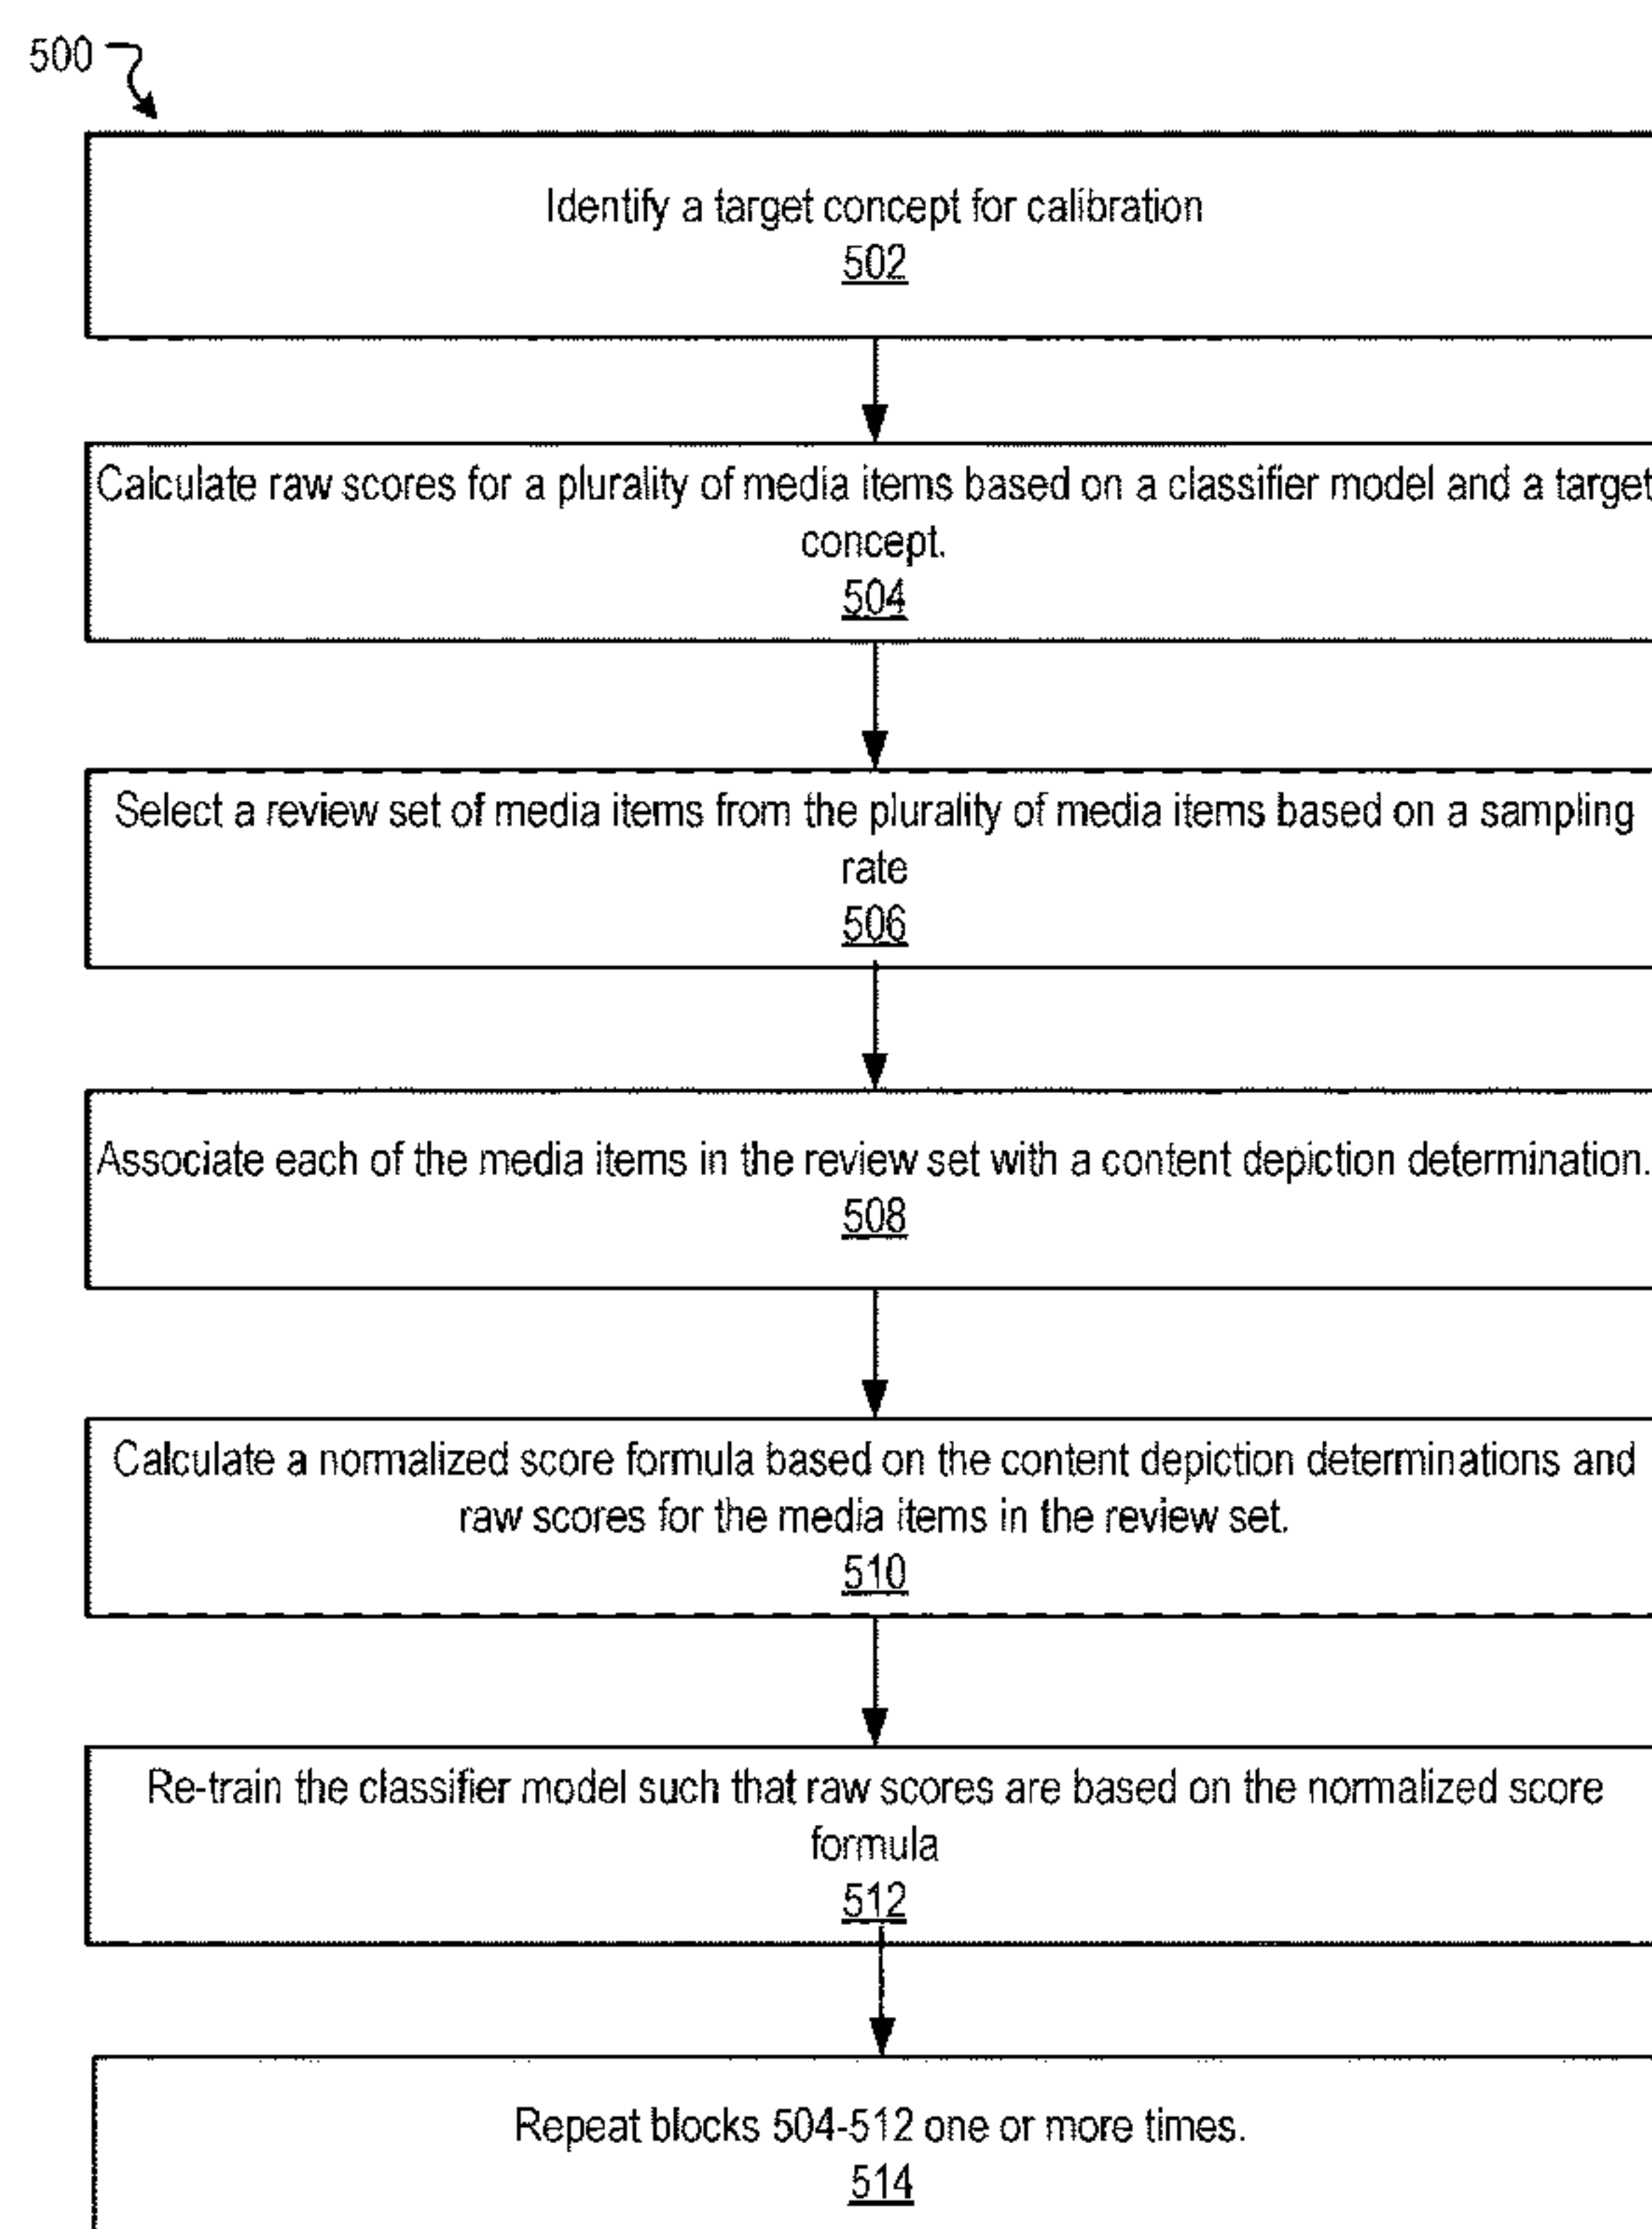 500
Identify a target concept for calibration
502
Calculate raw scores for a plurality of media items based on a classifier model and a target
concept.
504
Select a review set of media items from the plurality of media items based on a sampling
rate
506
Associate each of the media items in the review set with a content depiction determination.
508
Calculate a normalized score formula based on the content depiction determinations and
raw scores for the media items in the review set.
510
Re-train the classifier model such that raw scores are based on the normalized score
formula
512
Repeat blocks 504-512 one or more times.
514